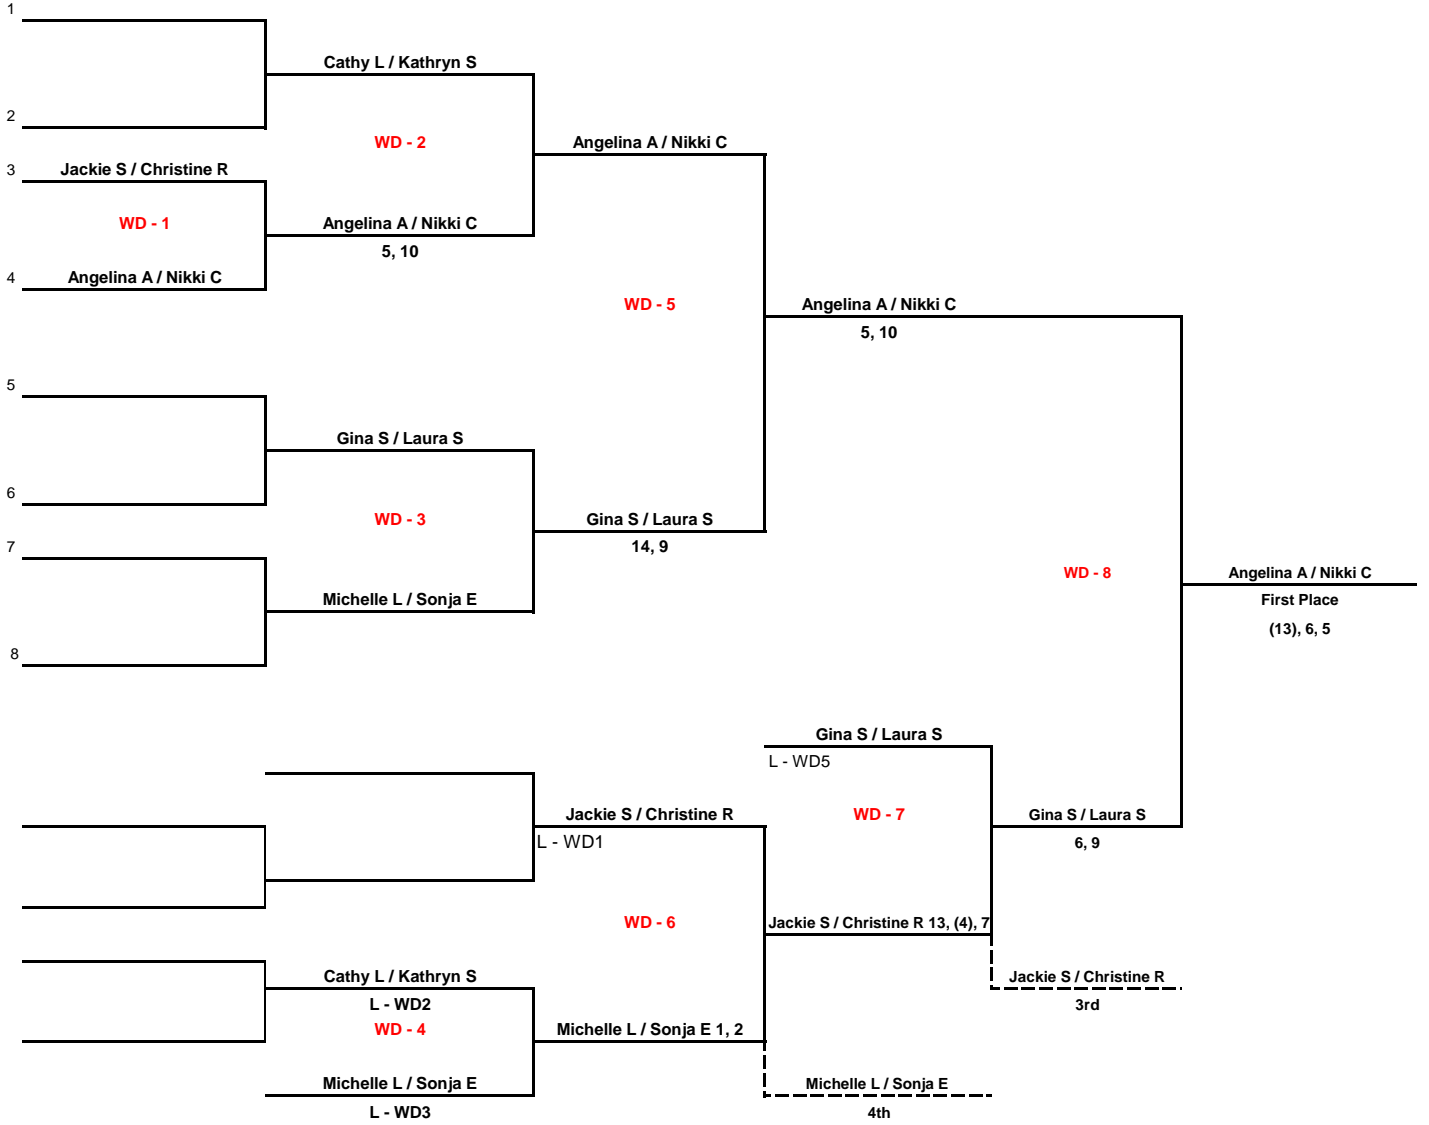 1
Cathy L / Kathryn S
2
WD - 2
Angelina A / Nikki C
3
Jackie S / Christine R
WD - 1
Angelina A / Nikki C
5, 10
4
Angelina A / Nikki C
WD - 5
Angelina A / Nikki C
5, 10
5
Gina S / Laura S
6
WD - 3
Gina S / Laura S
14, 9
7
WD - 8
Angelina A / Nikki C
First Place
(13), 6, 5
Michelle L / Sonja E
8
Gina S / Laura S
L - WD5
Jackie S / Christine R
L - WD1
WD - 7
Gina S / Laura S
6, 9
WD - 6
Jackie S / Christine R 13, (4), 7
Cathy L / Kathryn S
L - WD2
Jackie S / Christine R
3rd
WD - 4
Michelle L / Sonja E 1, 2
Michelle L / Sonja E
L - WD3
Michelle L / Sonja E
4th